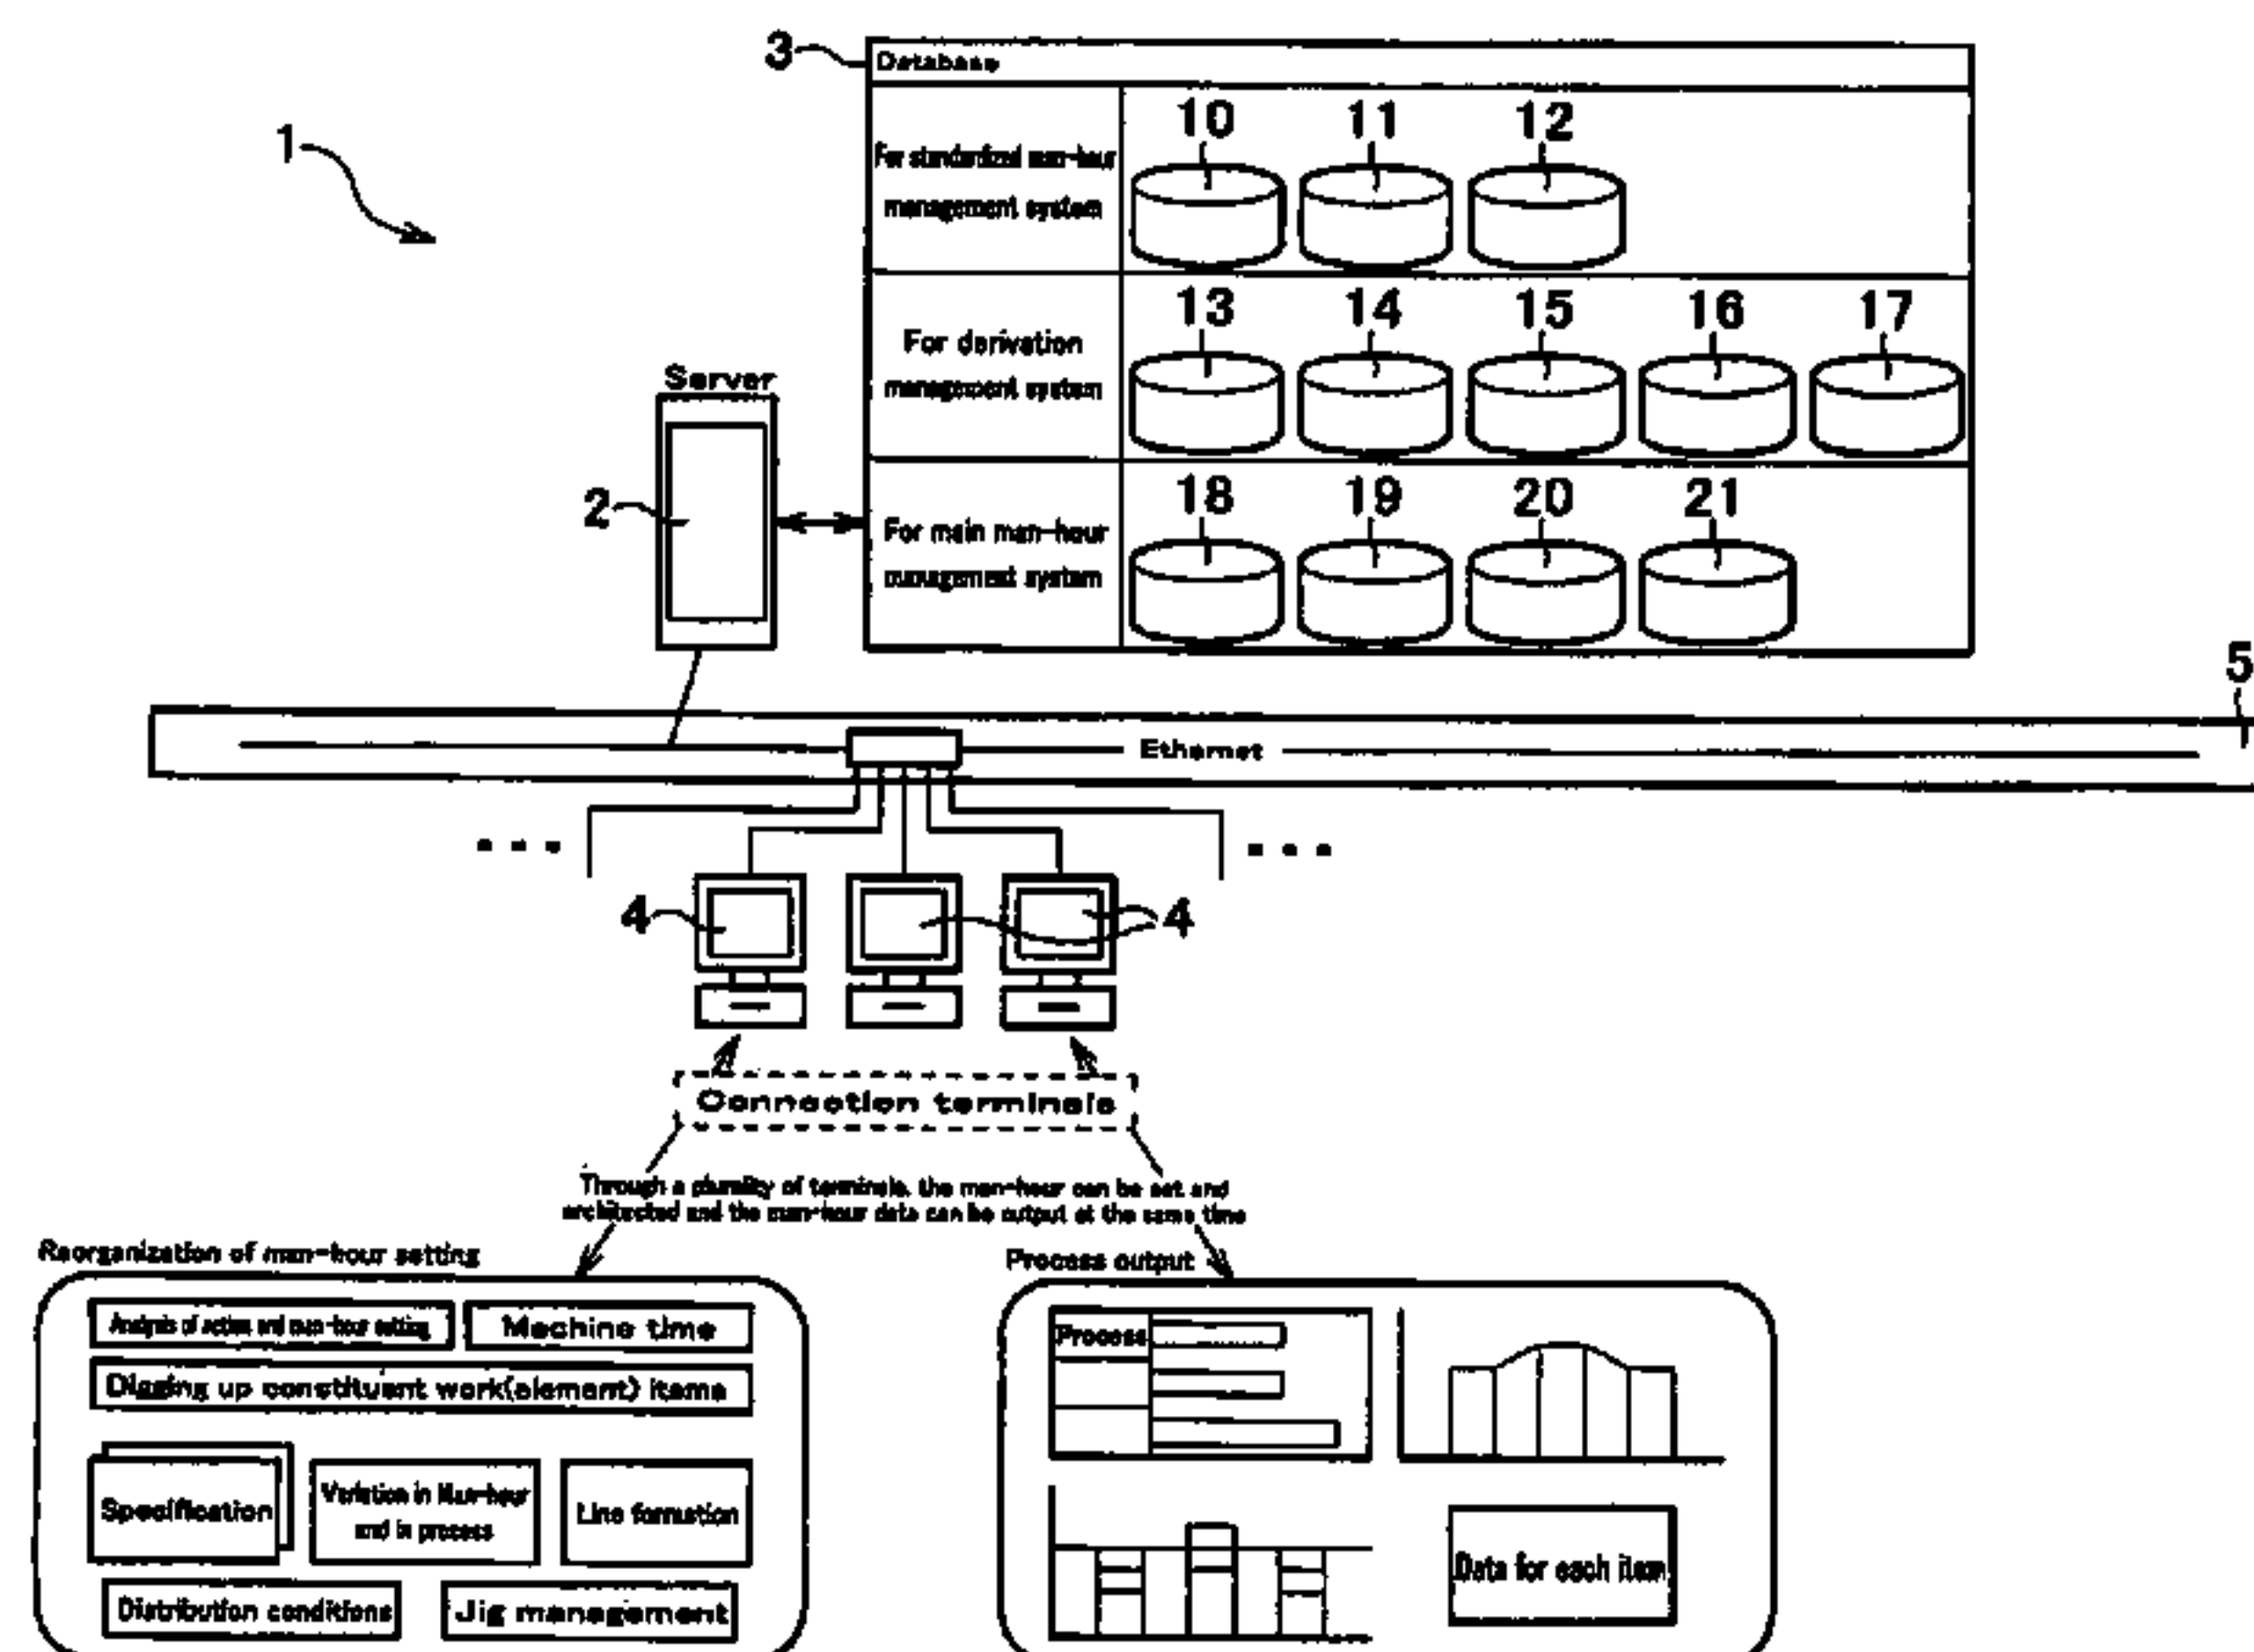 3
Database
1
10 11 12
For standardized man-hour
management system
13 14 15 16 17
For derivation
management system
Server
18 19 20 21
2
For main man-hour
management system
5
Ethernet
4
4
Connection terminals
Through a plurality of terminals, the man-hour can be set and
architected and the man-hour data can be output at the same time
Reorganization of man-hour setting
Analysis of action and man-hour setting
Machine time
Digging up constituent work(element) items
Specification
Variation in Man-hour
and in process
Line formation
Distribution conditions
Jig management
Process output
Process
Data for each item